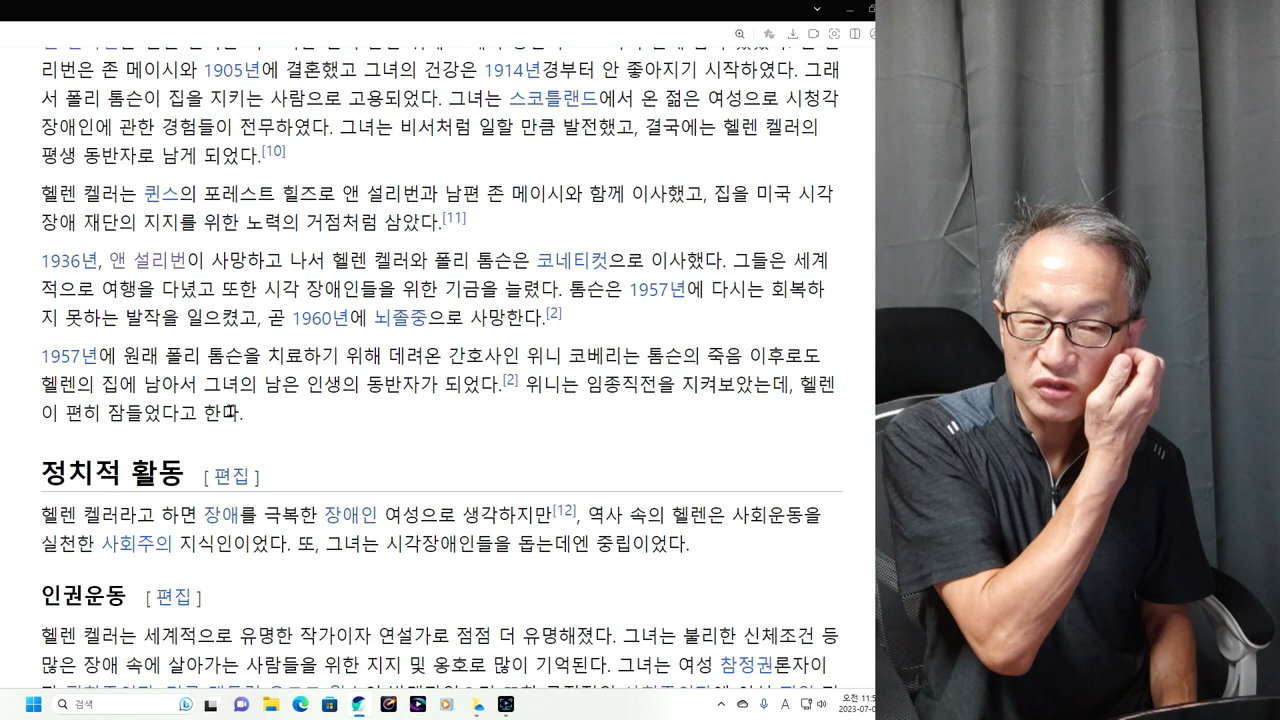 리번은 존 메이시와 1905년에 결혼했고 그녀의 건강은 1914년경부터 안 좋아지기 시작하였다. 그래
서 폴리 톰슨이 집을 지키는 사람으로 고용되었다. 그녀는 스코틀랜드에서 온 젊은 여성으로 시청각
장애인에 관한 경험들이 전무하였다. 그녀는 비서처럼 일할 만큼 발전했고, 결국에는 헬렌 켈러의
평생 동반자로 남게 되었다.[10]
헬렌 켈러는 퀸스의 포레스트 힐즈로 앤 설리번과 남편 존 메이시와 함께 이사했고, 집을 미국 시각
장애 재단의 지지를 위한 노력의 거점처럼 삼았다.[11]
1936년, 앤 설리번이 사망하고 나서 헬렌 켈러와 폴리 톰슨은 코네티컷으로 이사했다. 그들은 세계
적으로 여행을 다녔고 또한 시각 장애인들을 위한 기금을 늘렸다. 톰슨은 1957년에 다시는 회복하
지 못하는 발작을 일으켰고, 곧 1960년에 뇌졸중으로 사망한다.[2]
1957년에 원래 폴리 톰슨을 치료하기 위해 데려온 간호사인 위니 코베리는 톰슨의 죽음 이후로도
헬렌의 집에 남아서 그녀의 남은 인생의 동반자가 되었다.[2] 위니는 임종직전을 지켜보았는데, 헬렌
이 편히 잠들었다고 한다.
정치적 활동 [ 편집 ]
헬렌 켈러라고 하면 장애를 극복한 장애인 여성으로 생각하지만[12], 역사 속의 헬렌은 사회운동을
실천한 사회주의 지식인이었다. 또, 그녀는 시각장애인들을 돕는데엔 중립이었다.
인권운동 [ 편집 ]
헬렌 켈러는 세계적으로 유명한 작가이자 연설가로 점점 더 유명해졌다. 그녀는 불리한 신체조건 등
많은 장애 속에 살아가는 사람들을 위한 지지 및 옹호로 많이 기억된다. 그녀는 여성 참정권론자이
검색
A
오전 11:5
2023-07-0